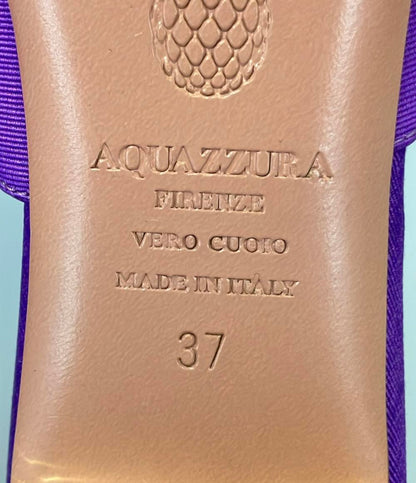 AQUAZZURA
FIRENZE
VERO CUOIO
MADE IN ITALY
37